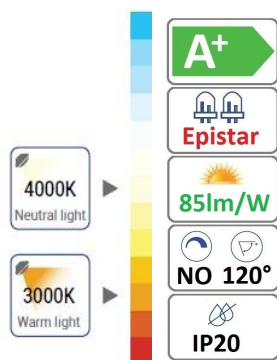 A+
Epistar
4000K
Neutral light
85lm/W
NO 120°
3000K
Warm light
IP20